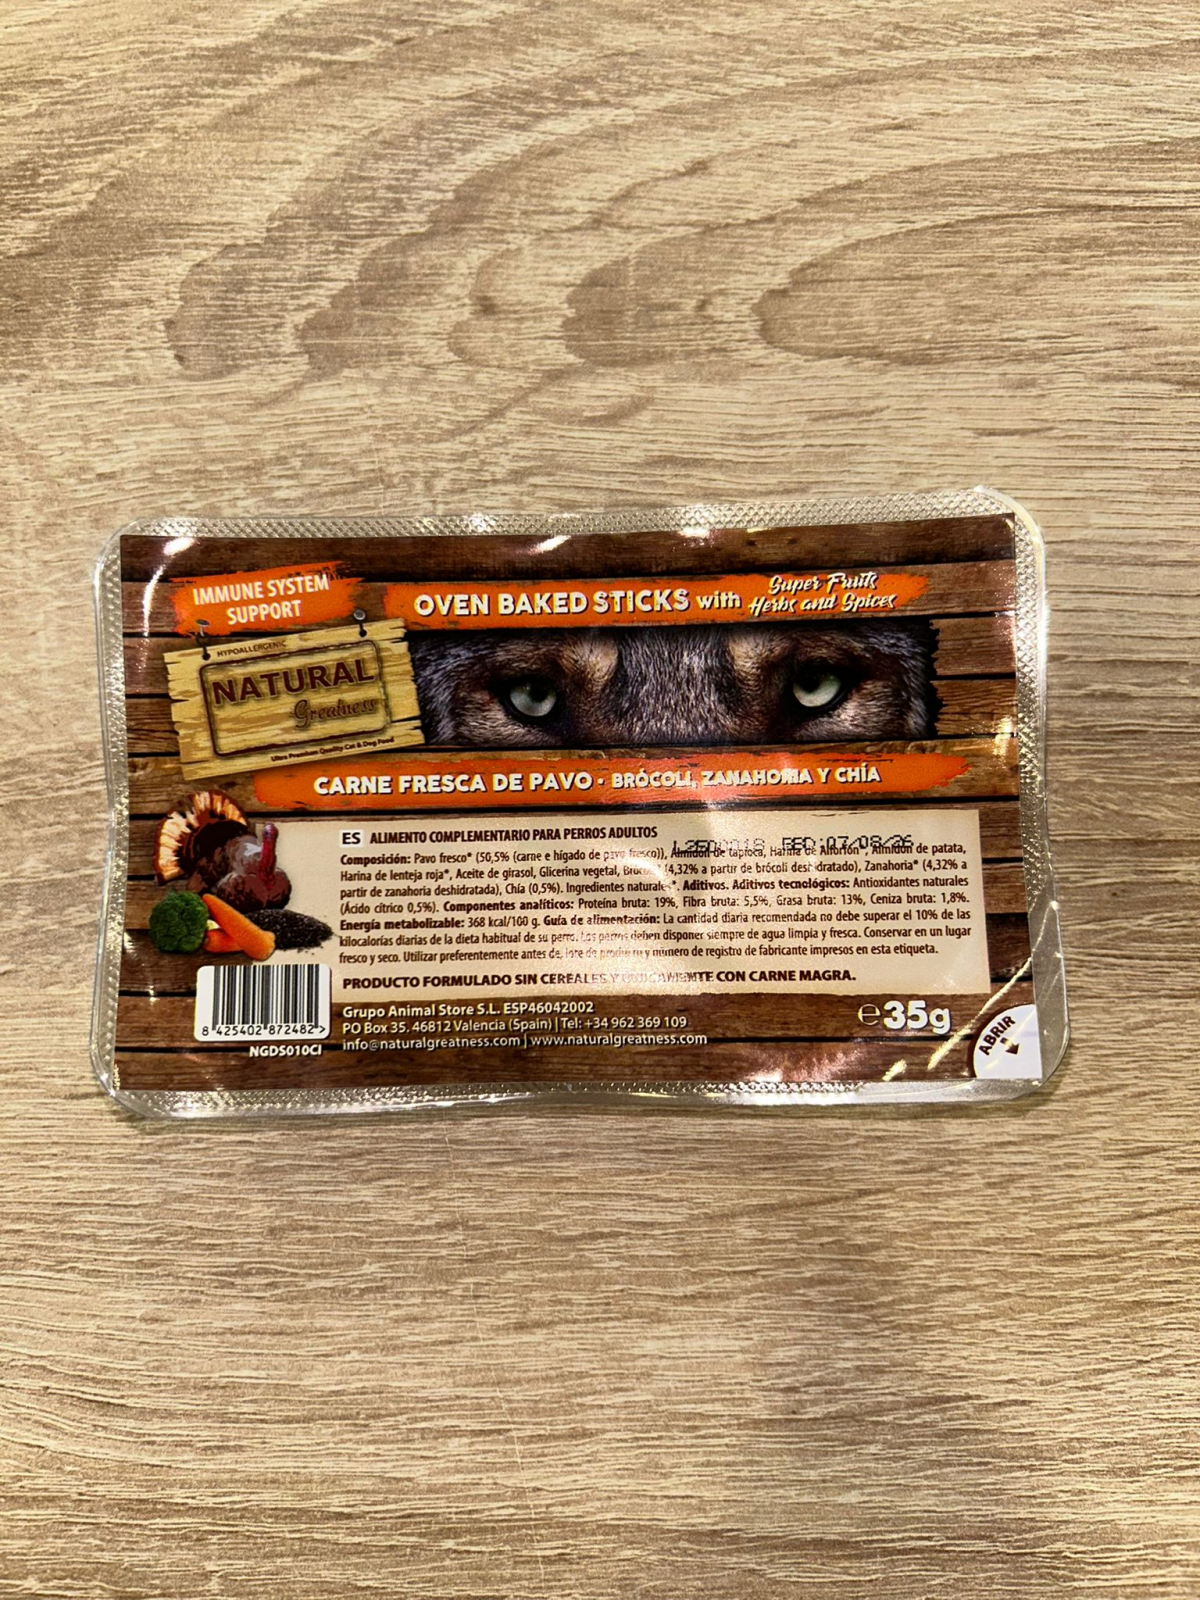 IMMUNE SYSTEM
SUPPORT
OVEN BAKED STICKS with Super Fruits
Herbs and Spices
HYPOALLERGENIC
NATURAL
Greatness
Ultra Premium Quality Cat & Dog Food
CARNE FRESCA DE PAVO · BRÓCOLI, ZANAHORIA Y CHÍA
ES ALIMENTO COMPLEMENTARIO PARA PERROS ADULTOS
07/08/26
Composición: Pavo fresco* (50,5% (carne e hígado de pavo fresco)), Almidón de tapioca, Harina de Alforfón*, Almidón de patata,
Harina de lenteja roja*, Aceite de girasol, Glicerina vegetal, Brócoli* (4,32% a partir de brócoli deshidratado), Zanahoria* (4,32% a
partir de zanahoria deshidratada), Chía (0,5%). Ingredientes naturales*. Aditivos. Aditivos tecnológicos: Antioxidantes naturales
(Ácido cítrico 0,5%). Componentes analíticos: Proteína bruta: 19%, Fibra bruta: 5,5%, Grasa bruta: 13%, Ceniza bruta: 1,8%.
Energía metabolizable: 368 kcal/100 g. Guía de alimentación: La cantidad diaria recomendada no debe superar el 10% de las
kilocalorías diarias de la dieta habitual de su perro. Los perros deben disponer siempre de agua limpia y fresca. Conservar en un lugar
fresco y seco. Utilizar preferentemente antes de, lote de producto y número de registro de fabricante impresos en esta etiqueta.
PRODUCTO FORMULADO SIN CEREALES Y ÚNICAMENTE CON CARNE MAGRA.
Grupo Animal Store S.L. ESP46042002
PO Box 35. 46812 Valencia (Spain) | Tel: +34 962 369 109
info@naturalgreatness.com | www.naturalgreatness.com
8 425402 872482 >
NGDS010CI
℮35g
ABRIR